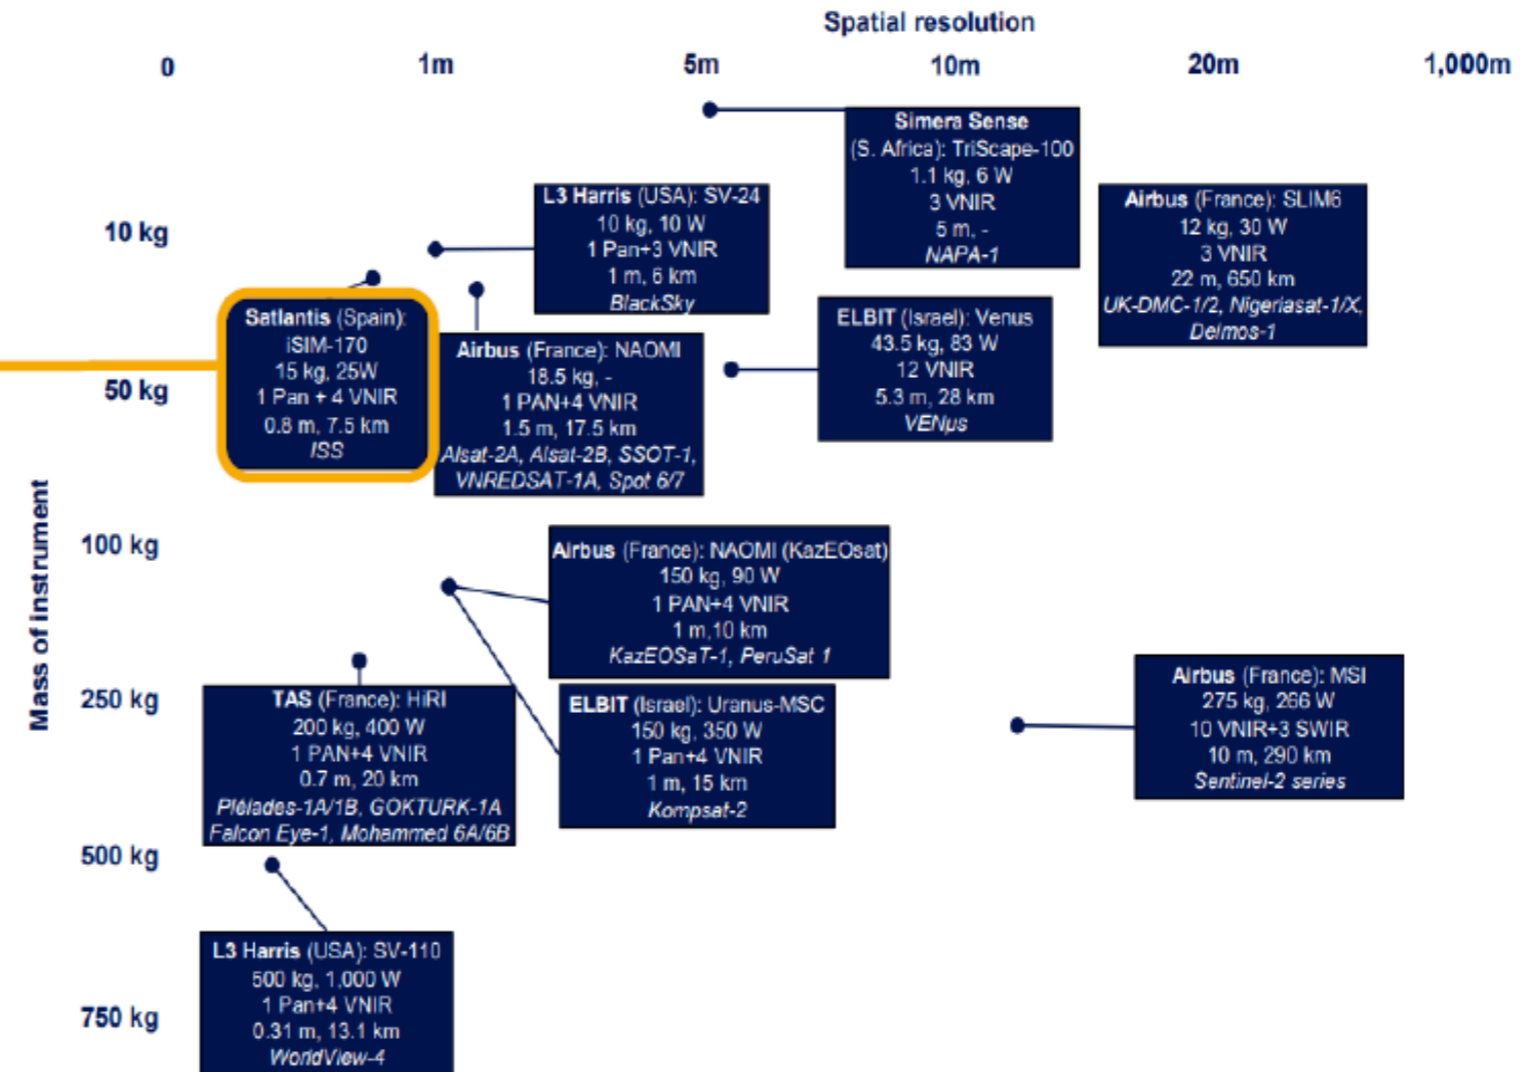 Spatial resolution
0 1m 5m 10m 20m 1,000m
Mass of instrument
10 kg
50 kg
100 kg
250 kg
500 kg
750 kg
Simera Sense
(S. Africa): TriScape-100
1.1 kg, 6 W
3 VNIR
5 m, -
NAPA-1
L3 Harris (USA): SV-24
10 kg, 10 W
1 Pan+3 VNIR
1 m, 6 km
BlackSky
Airbus (France): SLIM6
12 kg, 30 W
3 VNIR
22 m, 650 km
UK-DMC-1/2, Nigeriasat-1/X,
Deimos-1
Satlantis (Spain):
iSIM-170
15 kg, 25W
1 Pan + 4 VNIR
0.8 m, 7.5 km
ISS
Airbus (France): NAOMI
18.5 kg, -
1 PAN+4 VNIR
1.5 m, 17.5 km
Alsat-2A, Alsat-2B, SSOT-1,
VNREDSAT-1A, Spot 6/7
ELBIT (Israel): Venus
43.5 kg, 83 W
12 VNIR
5.3 m, 28 km
VENµs
Airbus (France): NAOMI (KazEOsat)
150 kg, 90 W
1 PAN+4 VNIR
1 m,10 km
KazEOSaT-1, PeruSat 1
TAS (France): HiRI
200 kg, 400 W
1 PAN+4 VNIR
0.7 m, 20 km
Pléiades-1A/1B, GOKTURK-1A
Falcon Eye-1, Mohammed 6A/6B
ELBIT (Israel): Uranus-MSC
150 kg, 350 W
1 Pan+4 VNIR
1 m, 15 km
Kompsat-2
Airbus (France): MSI
275 kg, 266 W
10 VNIR+3 SWIR
10 m, 290 km
Sentinel-2 series
L3 Harris (USA): SV-110
500 kg, 1,000 W
1 Pan+4 VNIR
0.31 m, 13.1 km
WorldView-4